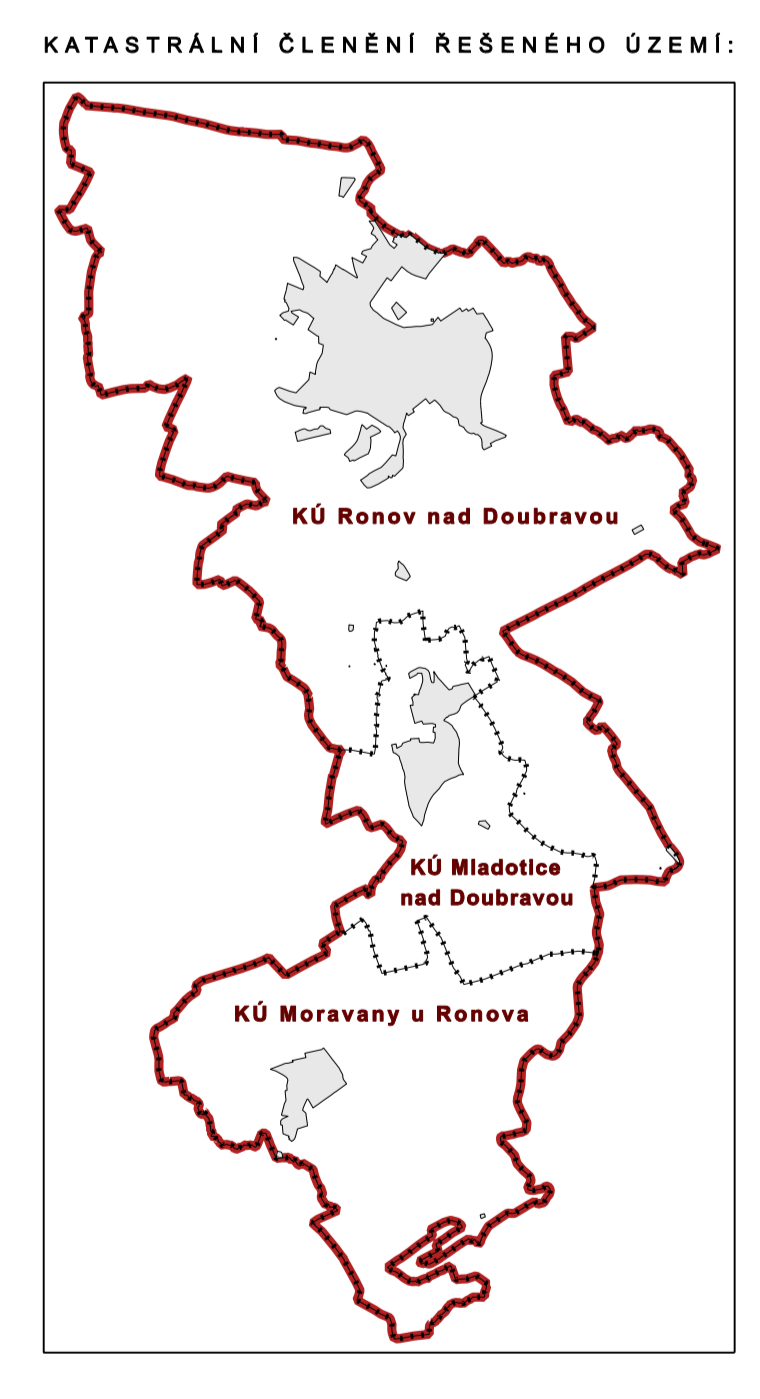 KATASTRÁLNÍ ČLENĚNÍ ŘEŠENÉHO ÚZEMÍ:
KÚ Ronov nad Doubravou
KÚ Mladotice
nad Doubravou
KÚ Moravany u Ronova